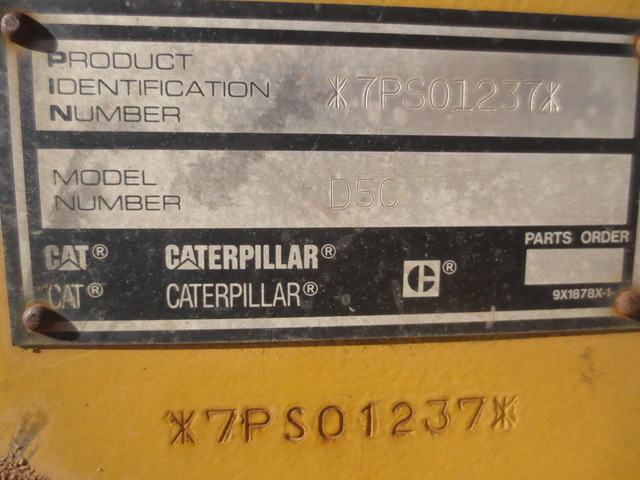 PRODUCT
IDENTIFICATION
NUMBER
*7PS01237*
MODEL
NUMBER
D5C
CAT® CATERPILLAR® C®
CAT® CATERPILLAR®
PARTS ORDER
9X1878X-1
*7PS01237*